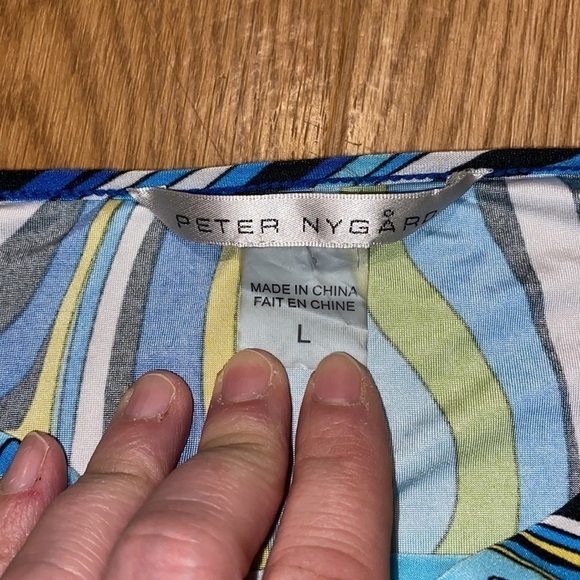 PETER NYGÅRD
MADE IN CHINA
FAIT EN CHINE
L